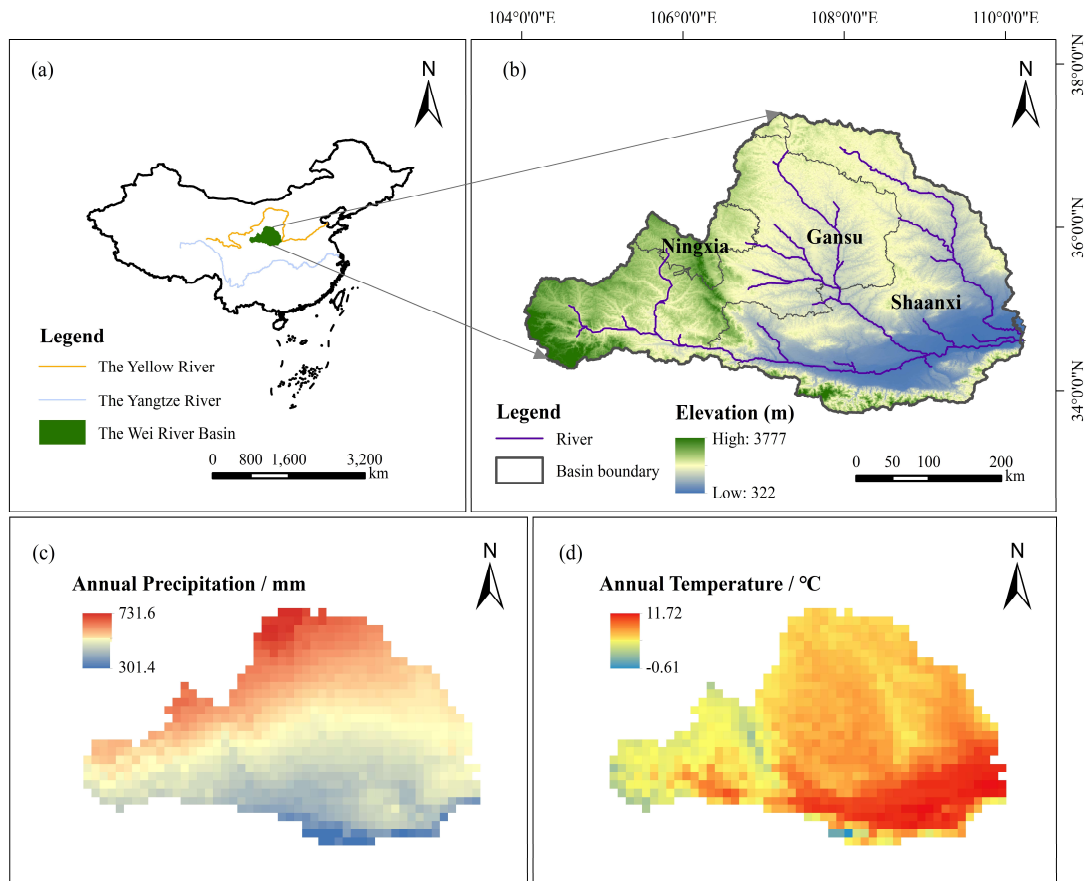 104°0'0"E 106°0'0"E 108°0'0"E 110°0'0"E
(a)
N
Legend
The Yellow River
The Yangtze River
The Wei River Basin
0 800 1,600 3,200
km
(b)
N
38°0'0"N
36°0'0"N
34°0'0"N
Ningxia
Gansu
Shaanxi
Legend
River
Basin boundary
Elevation (m)
High: 3777
Low: 322
0 50 100 200
km
(c)
N
Annual Precipitation / mm
731.6
301.4
(d)
N
Annual Temperature / °C
11.72
-0.61